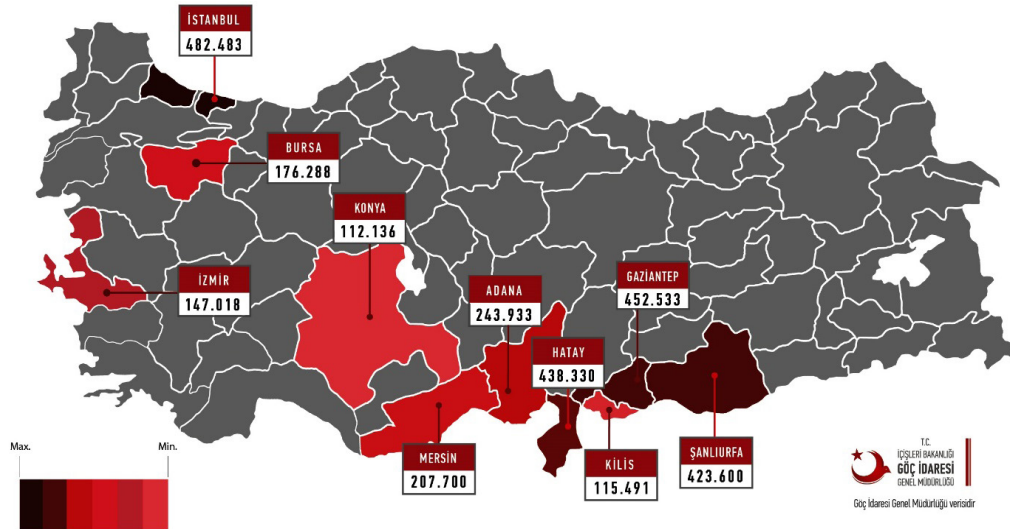 İSTANBUL
482.483
BURSA
176.288
KONYA
112.136
İZMİR
147.018
ADANA
243.933
GAZİANTEP
452.533
HATAY
438.330
MERSİN
207.700
KİLİS
115.491
ŞANLIURFA
423.600
Max. Min.
T.C.
İÇİŞLERİ BAKANLIĞI
GÖÇ İDARESİ
GENEL MÜDÜRLÜĞÜ
Göç İdaresi Genel Müdürlüğü verisidir